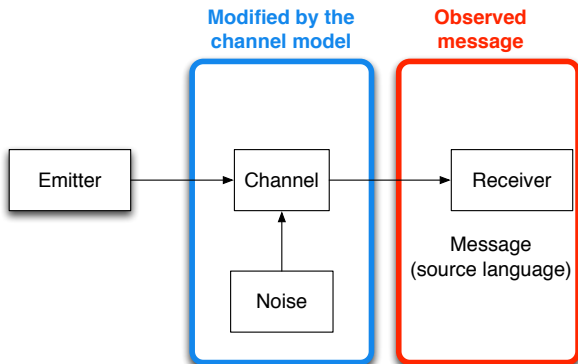 Modified by the
channel model
Observed
message
Emitter
Channel
Receiver
Message
(source language)
Noise